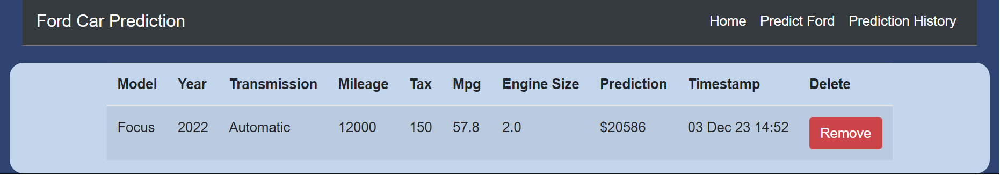 Ford Car Prediction Home Predict Ford Prediction History
Model Year Transmission Mileage Tax Mpg Engine Size Prediction Timestamp Delete
Focus 2022 Automatic 12000 150 57.8 2.0 $20586 03 Dec 23 14:52 Remove